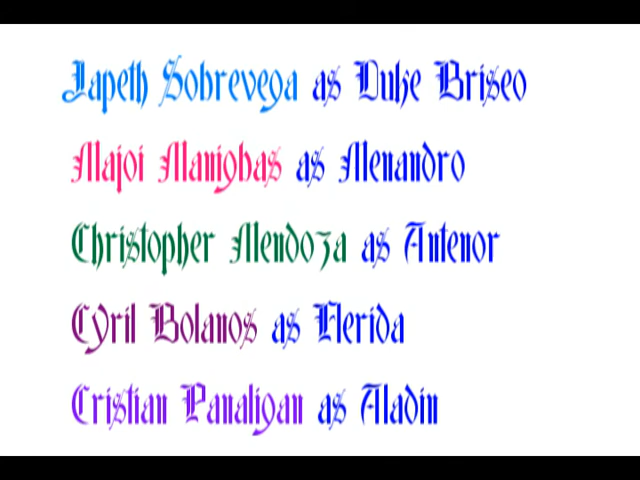 Japeth Sobrevega as Duke Briseo
Majoi Manigbas as Menandro
Christopher Mendoza as Antenor
Cyril Bolanos as Flerida
Cristian Panaligan as Aladin